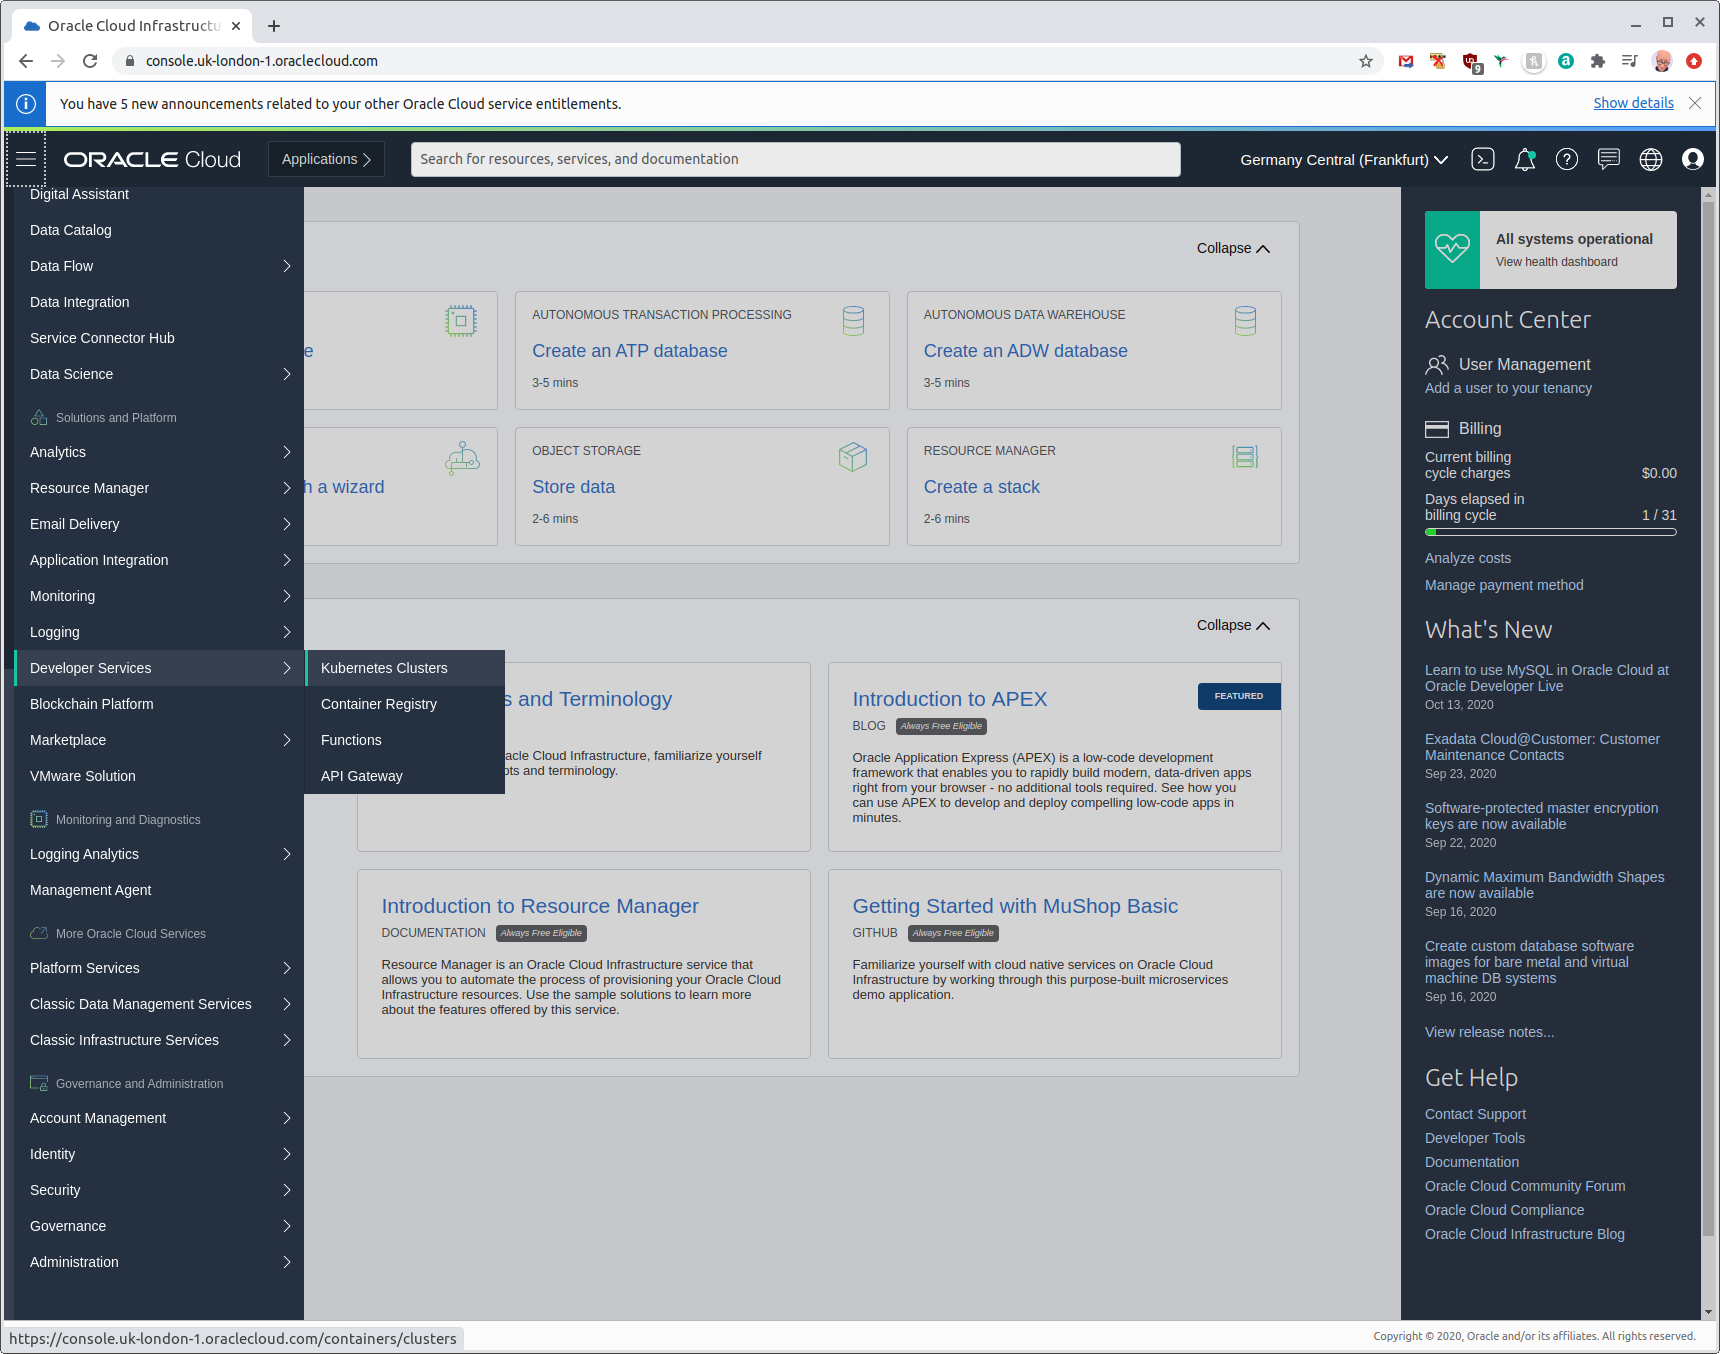 Oracle Cloud Infrastructu
console.uk-london-1.oraclecloud.com
9
You have 5 new announcements related to your other Oracle Cloud service entitlements.
Show details
ORACLE Cloud
Applications
Search for resources, services, and documentation
Germany Central (Frankfurt)
Digital Assistant
Data Catalog
Data Flow
Data Integration
Service Connector Hub
Data Science
Solutions and Platform
Analytics
Resource Manager
Email Delivery
Application Integration
Monitoring
Logging
Developer Services
Blockchain Platform
Marketplace
VMware Solution
Monitoring and Diagnostics
Logging Analytics
Management Agent
More Oracle Cloud Services
Platform Services
Classic Data Management Services
Classic Infrastructure Services
Governance and Administration
Account Management
Identity
Security
Governance
Administration
Kubernetes Clusters
Container Registry
Functions
API Gateway
Collapse
e
AUTONOMOUS TRANSACTION PROCESSING
Create an ATP database
3-5 mins
AUTONOMOUS DATA WAREHOUSE
Create an ADW database
3-5 mins
h a wizard
OBJECT STORAGE
Store data
2-6 mins
RESOURCE MANAGER
Create a stack
2-6 mins
Collapse
s and Terminology
acle Cloud Infrastructure, familiarize yourself
pts and terminology.
Introduction to APEX
FEATURED
BLOG Always Free Eligible
Oracle Application Express (APEX) is a low-code development
framework that enables you to rapidly build modern, data-driven apps
right from your browser - no additional tools required. See how you
can use APEX to develop and deploy compelling low-code apps in
minutes.
Introduction to Resource Manager
DOCUMENTATION Always Free Eligible
Resource Manager is an Oracle Cloud Infrastructure service that
allows you to automate the process of provisioning your Oracle Cloud
Infrastructure resources. Use the sample solutions to learn more
about the features offered by this service.
Getting Started with MuShop Basic
GITHUB Always Free Eligible
Familiarize yourself with cloud native services on Oracle Cloud
Infrastructure by working through this purpose-built microservices
demo application.
All systems operational
View health dashboard
Account Center
User Management
Add a user to your tenancy
Billing
Current billing
cycle charges $0.00
Days elapsed in
billing cycle 1 / 31
Analyze costs
Manage payment method
What's New
Learn to use MySQL in Oracle Cloud at
Oracle Developer Live
Oct 13, 2020
Exadata Cloud@Customer: Customer
Maintenance Contacts
Sep 23, 2020
Software-protected master encryption
keys are now available
Sep 22, 2020
Dynamic Maximum Bandwidth Shapes
are now available
Sep 16, 2020
Create custom database software
images for bare metal and virtual
machine DB systems
Sep 16, 2020
View release notes...
Get Help
Contact Support
Developer Tools
Documentation
Oracle Cloud Community Forum
Oracle Cloud Compliance
Oracle Cloud Infrastructure Blog
https://console.uk-london-1.oraclecloud.com/containers/clusters
Copyright © 2020, Oracle and/or its affiliates. All rights reserved.